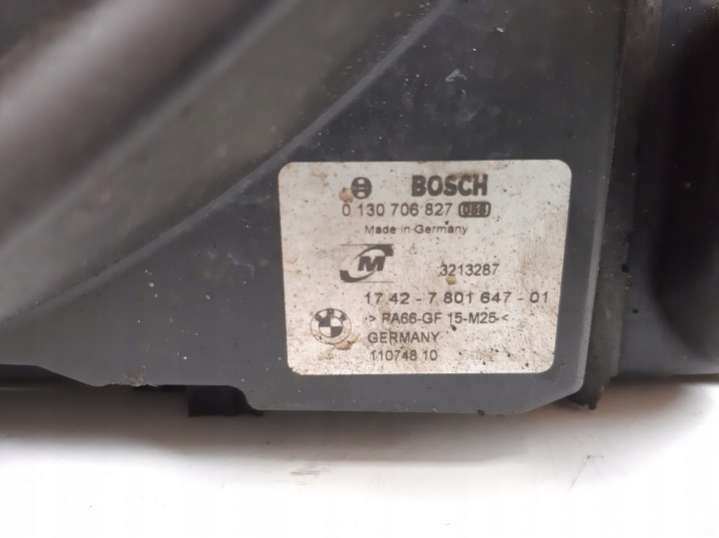 BOSCH
0 130 706 827
Made in Germany
M 3213287
17 42 - 7 801 647 - 01
> PA66-GF 15-M25 <
GERMANY
110748 10